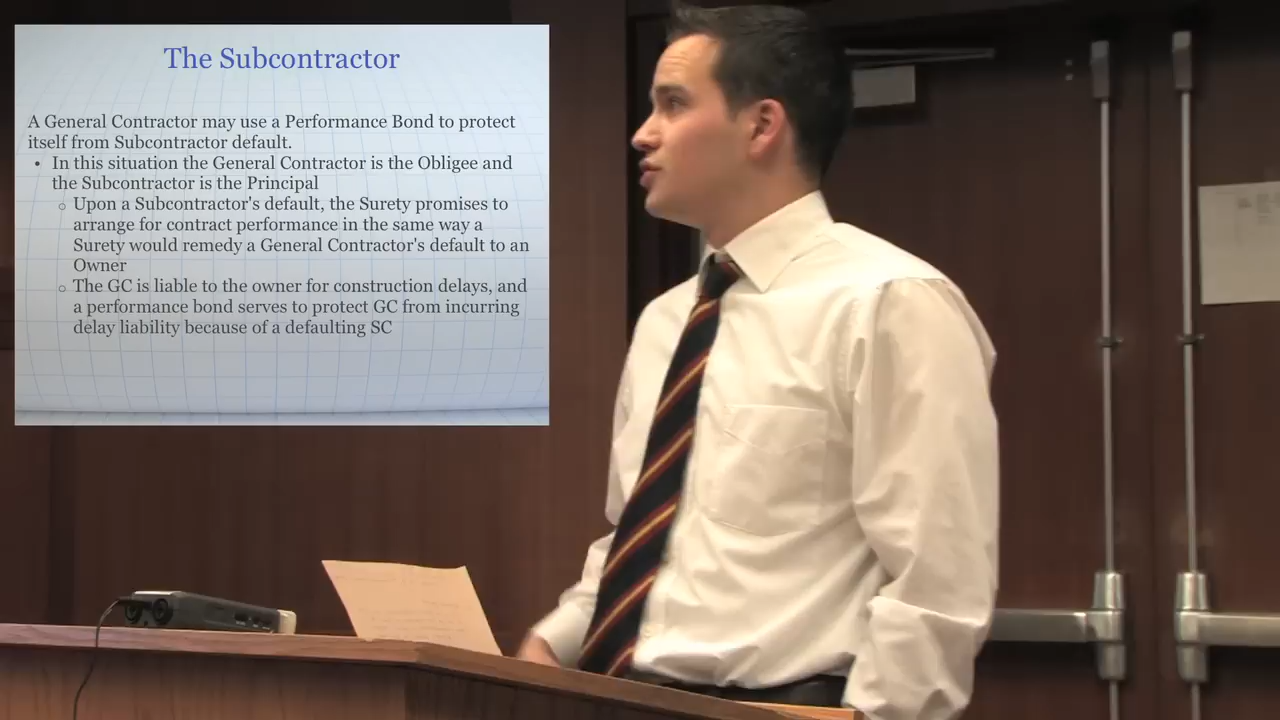 The Subcontractor
A General Contractor may use a Performance Bond to protect
itself from Subcontractor default.
• In this situation the General Contractor is the Obligee and
the Subcontractor is the Principal
○ Upon a Subcontractor's default, the Surety promises to
arrange for contract performance in the same way a
Surety would remedy a General Contractor's default to an
Owner
○ The GC is liable to the owner for construction delays, and
a performance bond serves to protect GC from incurring
delay liability because of a defaulting SC